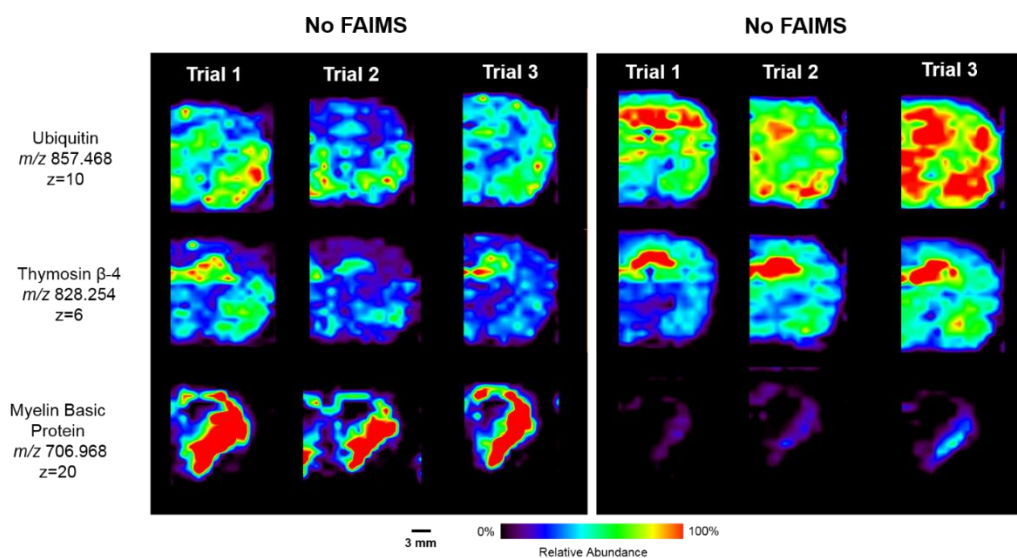 No FAIMS
No FAIMS
Trial 1
Trial 2
Trial 3
Trial 1
Trial 2
Trial 3
Ubiquitin
m/z 857.468
z=10
Thymosin β-4
m/z 828.254
z=6
Myelin Basic
Protein
m/z 706.968
z=20
3 mm
0%
100%
Relative Abundance